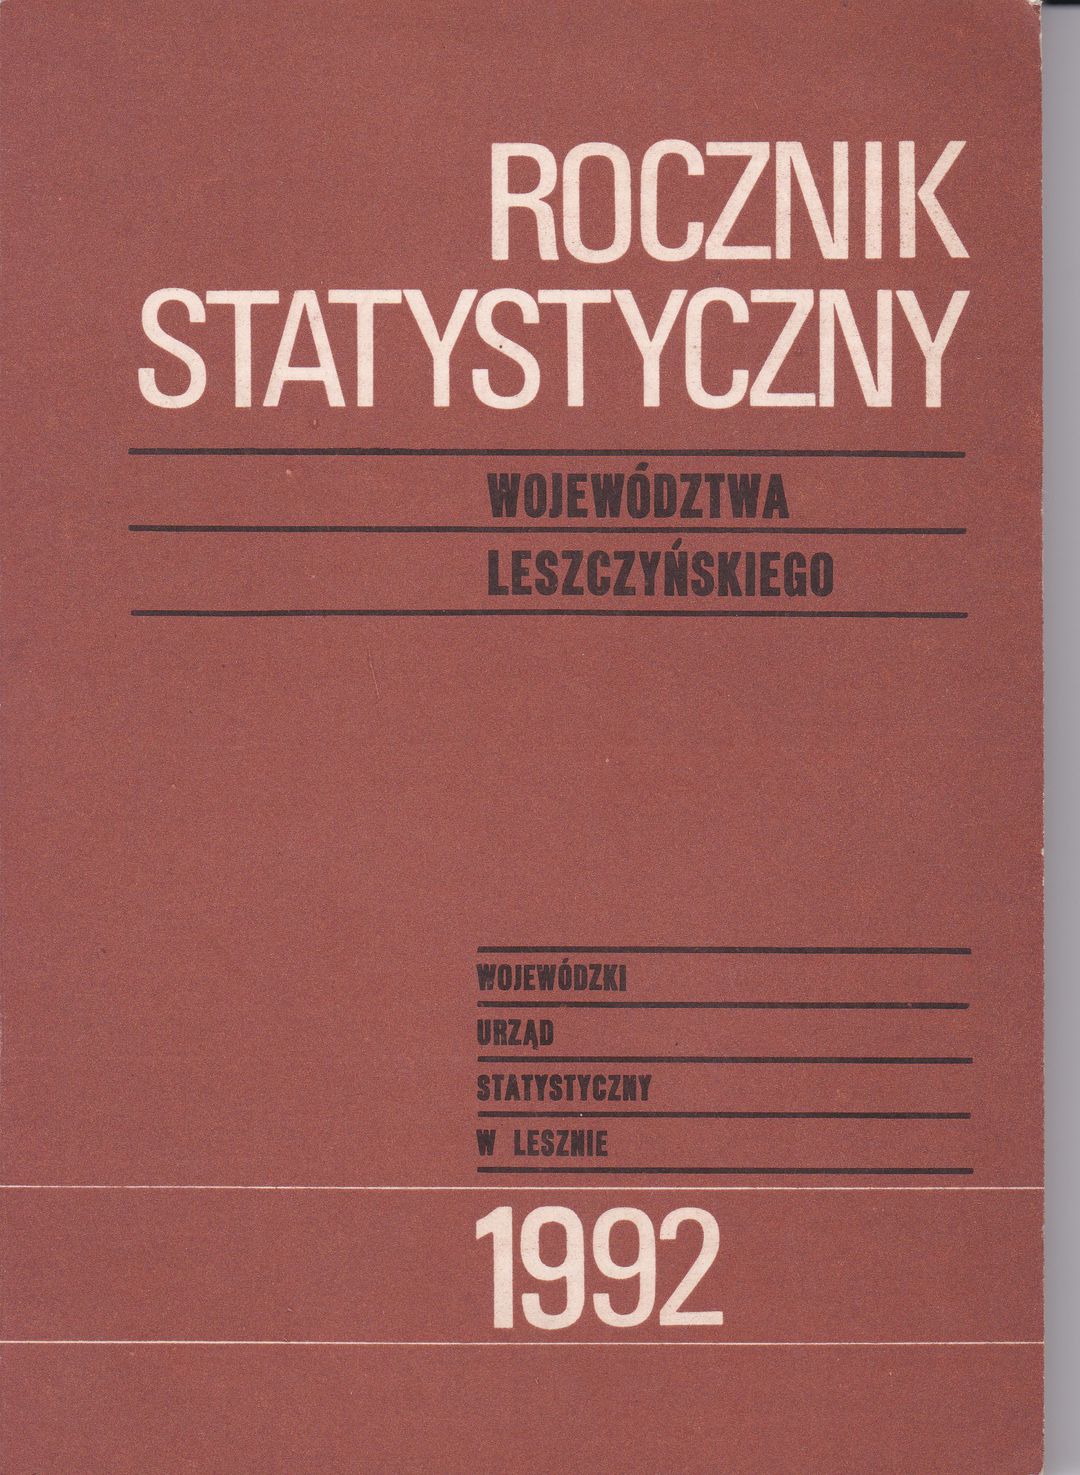 ROCZNIK
STATYSTYCZNY
WOJEWÓDZTWA
LESZCZYŃSKIEGO
WOJEWÓDZKI
URZĄD
STATYSTYCZNY
W LESZNIE
1992